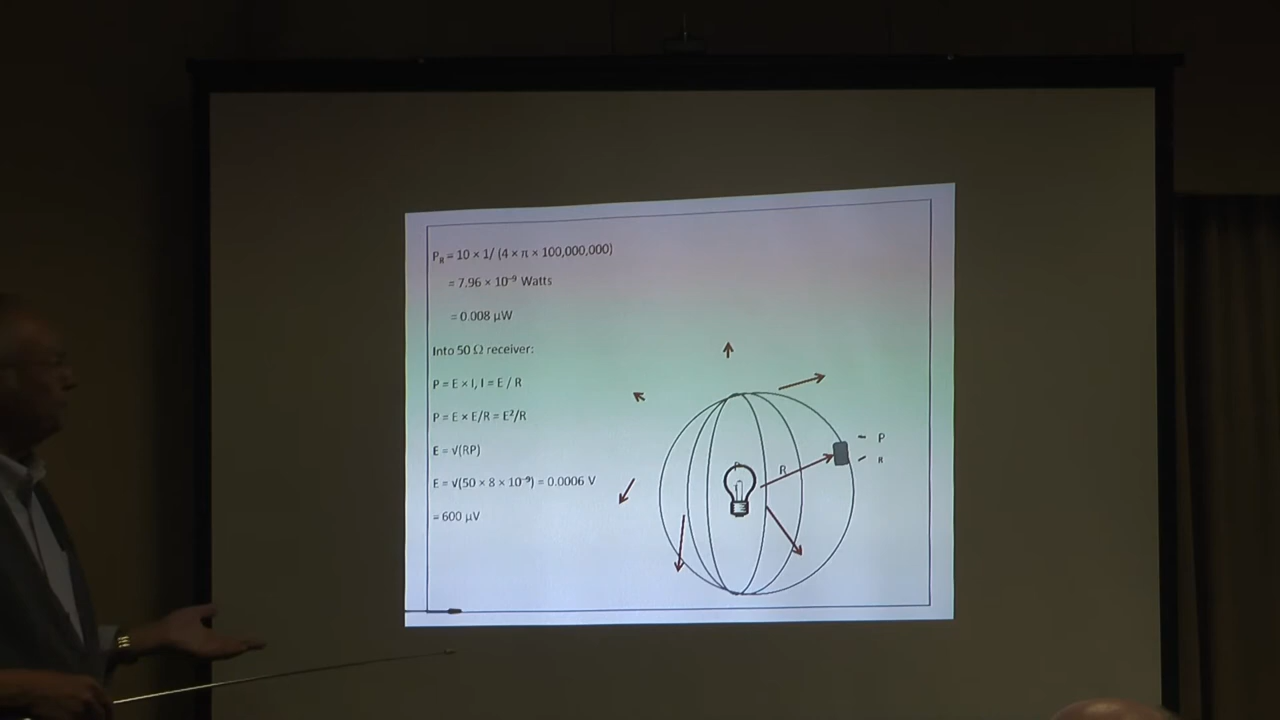 P_R = 10 × 1/ (4 × π × 100,000,000)
= 7.96 × 10⁻⁹ Watts
= 0.008 μW
Into 50 Ω receiver:
P = E × I, I = E / R
P = E × E/R = E²/R
E = √(RP)
E = √(50 × 8 × 10⁻⁹) = 0.0006 V
= 600 μV
P
R
R